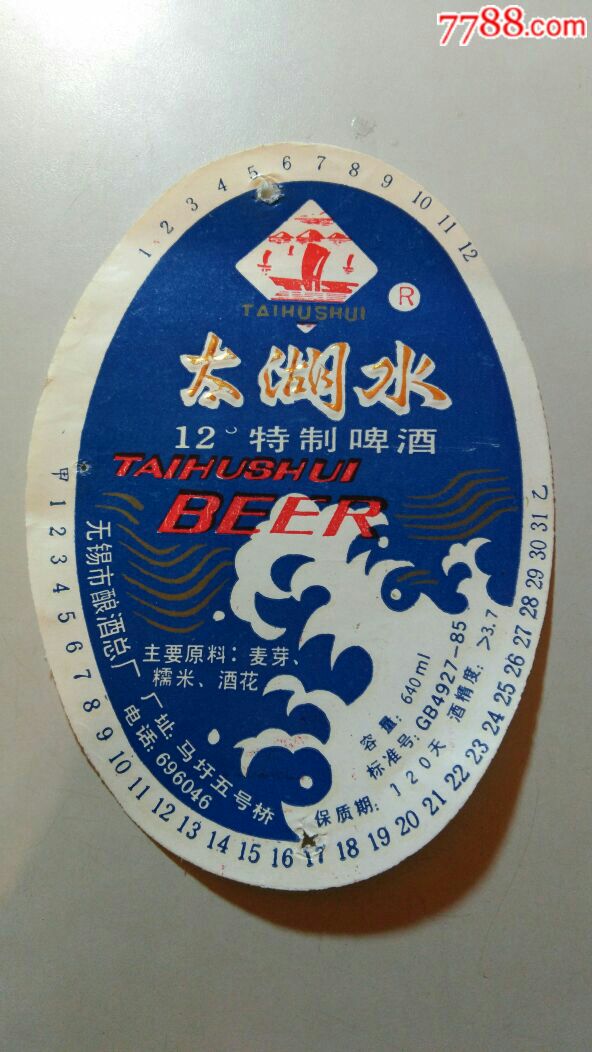 7788.com
1 2 3 4 5 6 7 8 9 10 11 12
TAIHUSHUI
R
太湖水
12°特制啤酒
TAIHUSHUI
BEER
甲 1 2 3 4 5 6 7 8 9 10 11 12 13 14 15 16 17 18 19 20 21 22 23 24 25 26 27 28 29 30 31 乙
主要原料：麦芽、
糯米、酒花
无锡市酿酒总厂 厂址：马圩五号桥
电话：696046
容量：640ml
标准号：GB4927-85
保质期：120天 酒精度：>3.7